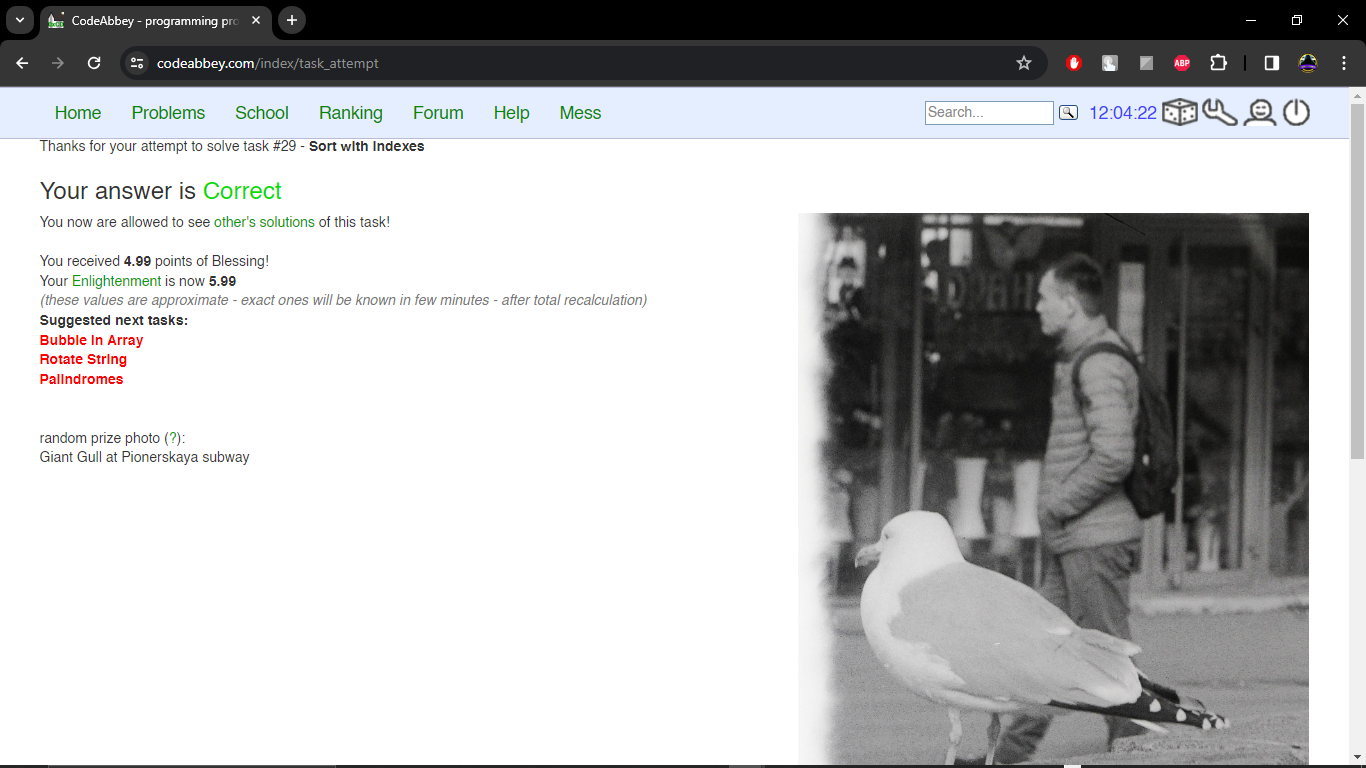 CodeAbbey - programming pro
codeabbey.com/index/task_attempt
ABP
Home Problems School Ranking Forum Help Mess
Search... 12:04:22
Thanks for your attempt to solve task #29 - Sort with Indexes
Your answer is Correct
You now are allowed to see other's solutions of this task!
You received 4.99 points of Blessing!
Your Enlightenment is now 5.99
(these values are approximate - exact ones will be known in few minutes - after total recalculation)
Suggested next tasks:
Bubble in Array
Rotate String
Palindromes
random prize photo (?):
Giant Gull at Pionerskaya subway